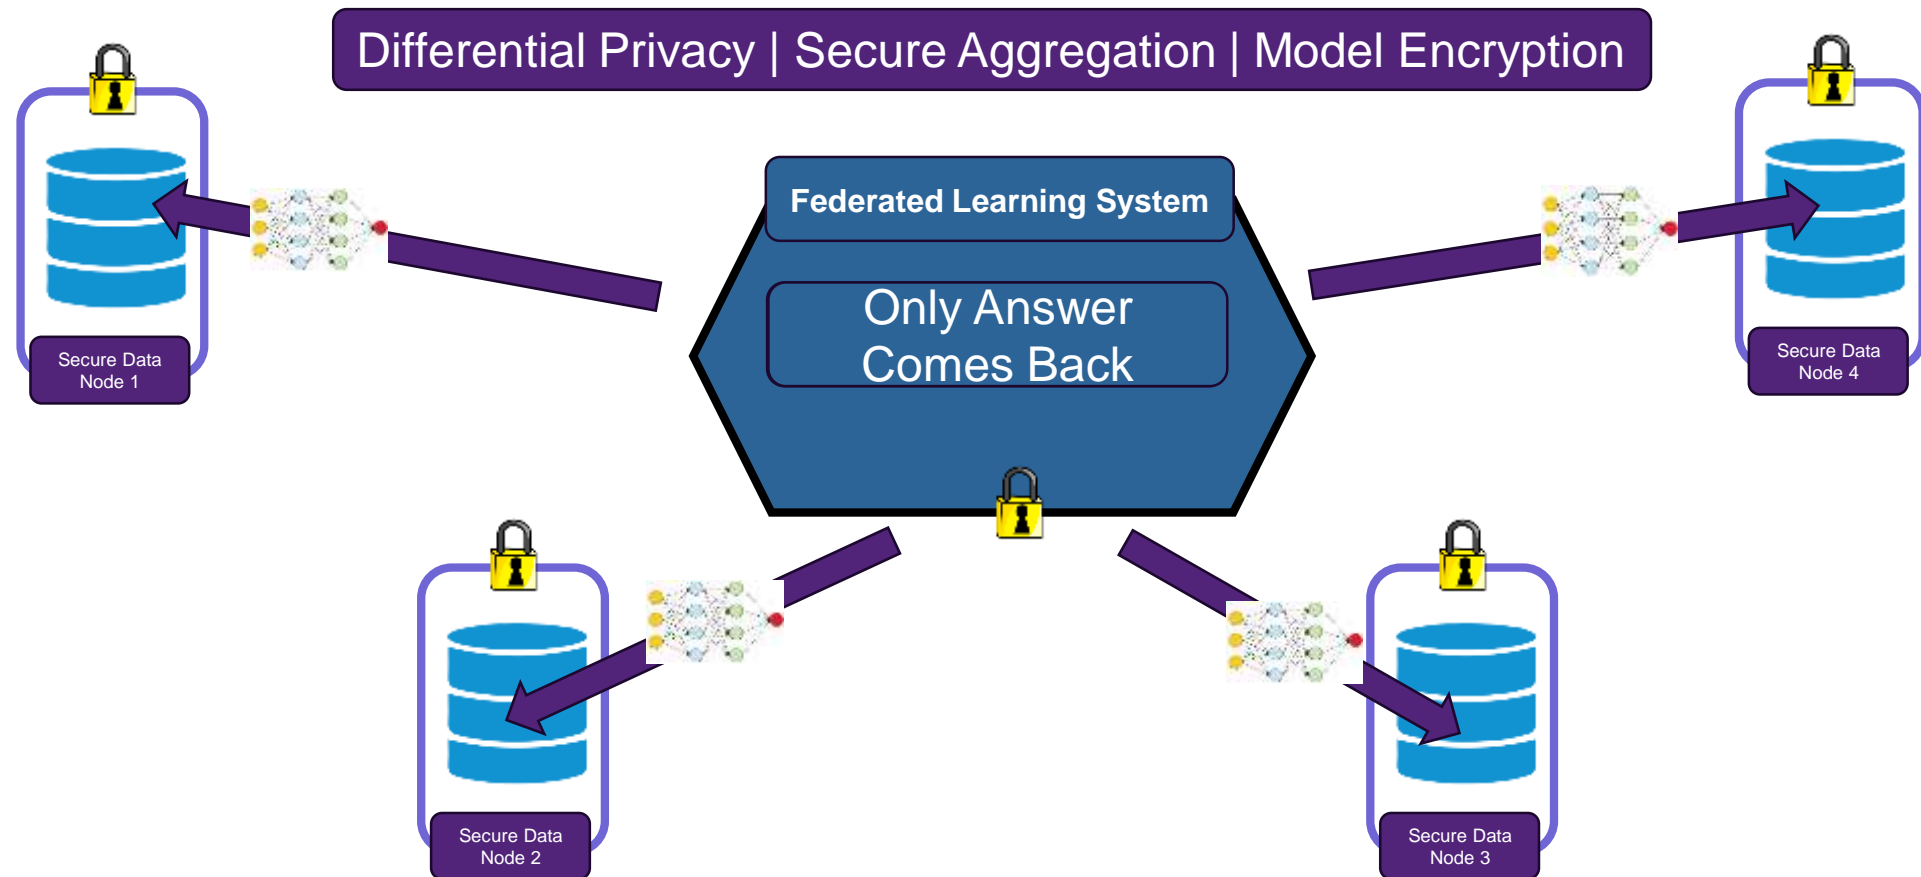 Differential Privacy | Secure Aggregation | Model Encryption
Federated Learning System
Only Answer
Comes Back
Secure Data
Node 1
Secure Data
Node 4
Secure Data
Node 2
Secure Data
Node 3